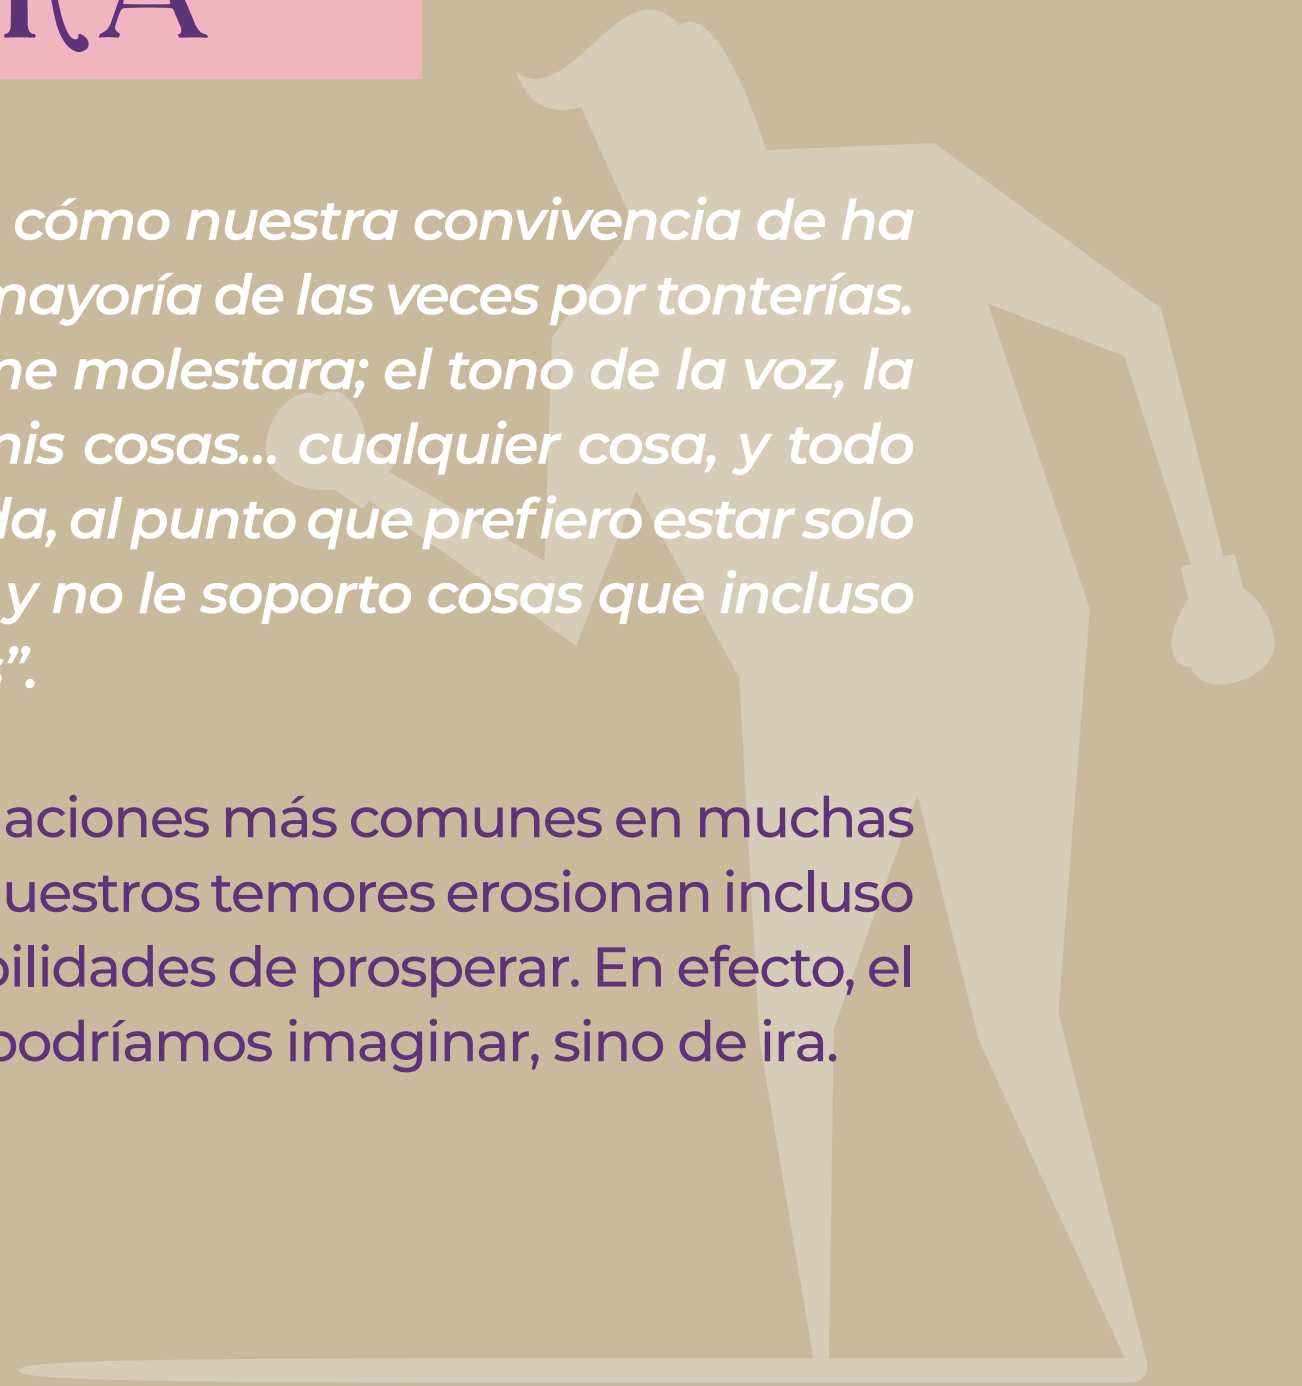 RA
cómo nuestra convivencia de ha
mayoría de las veces por tonterías.
me molestara; el tono de la voz, la
mis cosas... cualquier cosa, y todo
da, al punto que prefiero estar solo
y no le soporto cosas que incluso
s”.
aciones más comunes en muchas
uestros temores erosionan incluso
bilidades de prosperar. En efecto, el
podríamos imaginar, sino de ira.